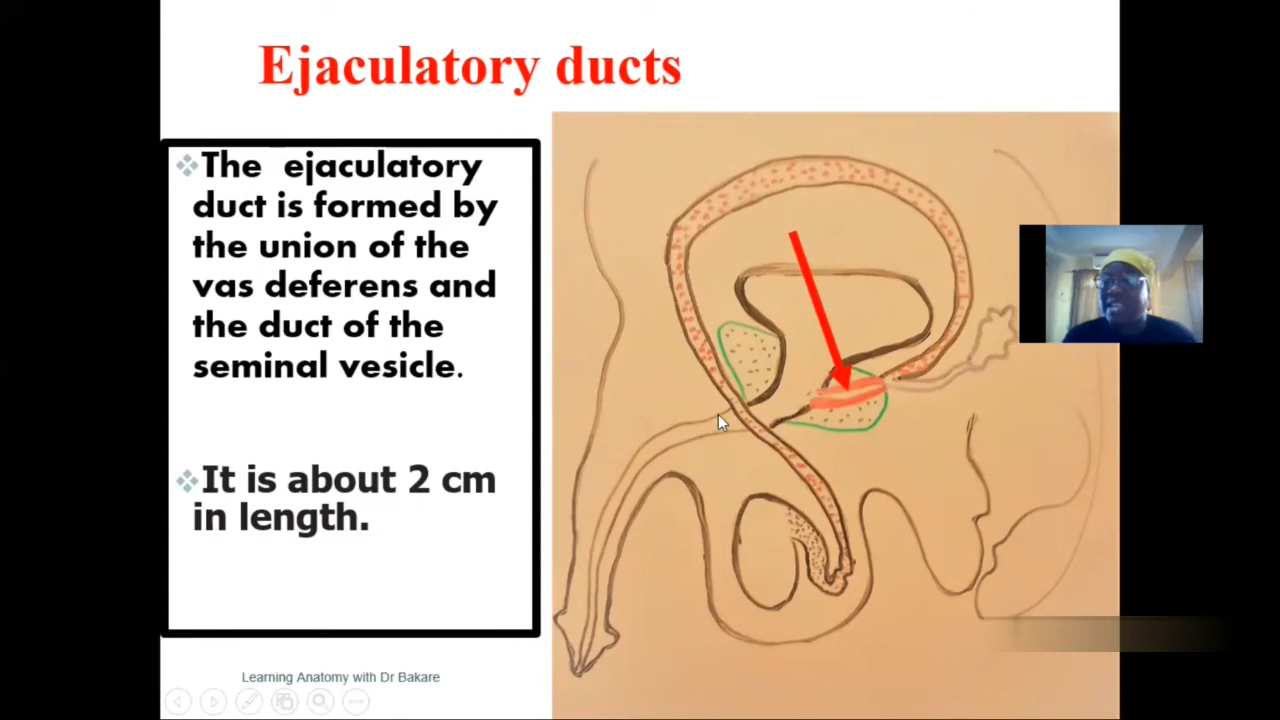 Ejaculatory ducts
The ejaculatory
duct is formed by
the union of the
vas deferens and
the duct of the
seminal vesicle.
It is about 2 cm
in length.
Learning Anatomy with Dr Bakare